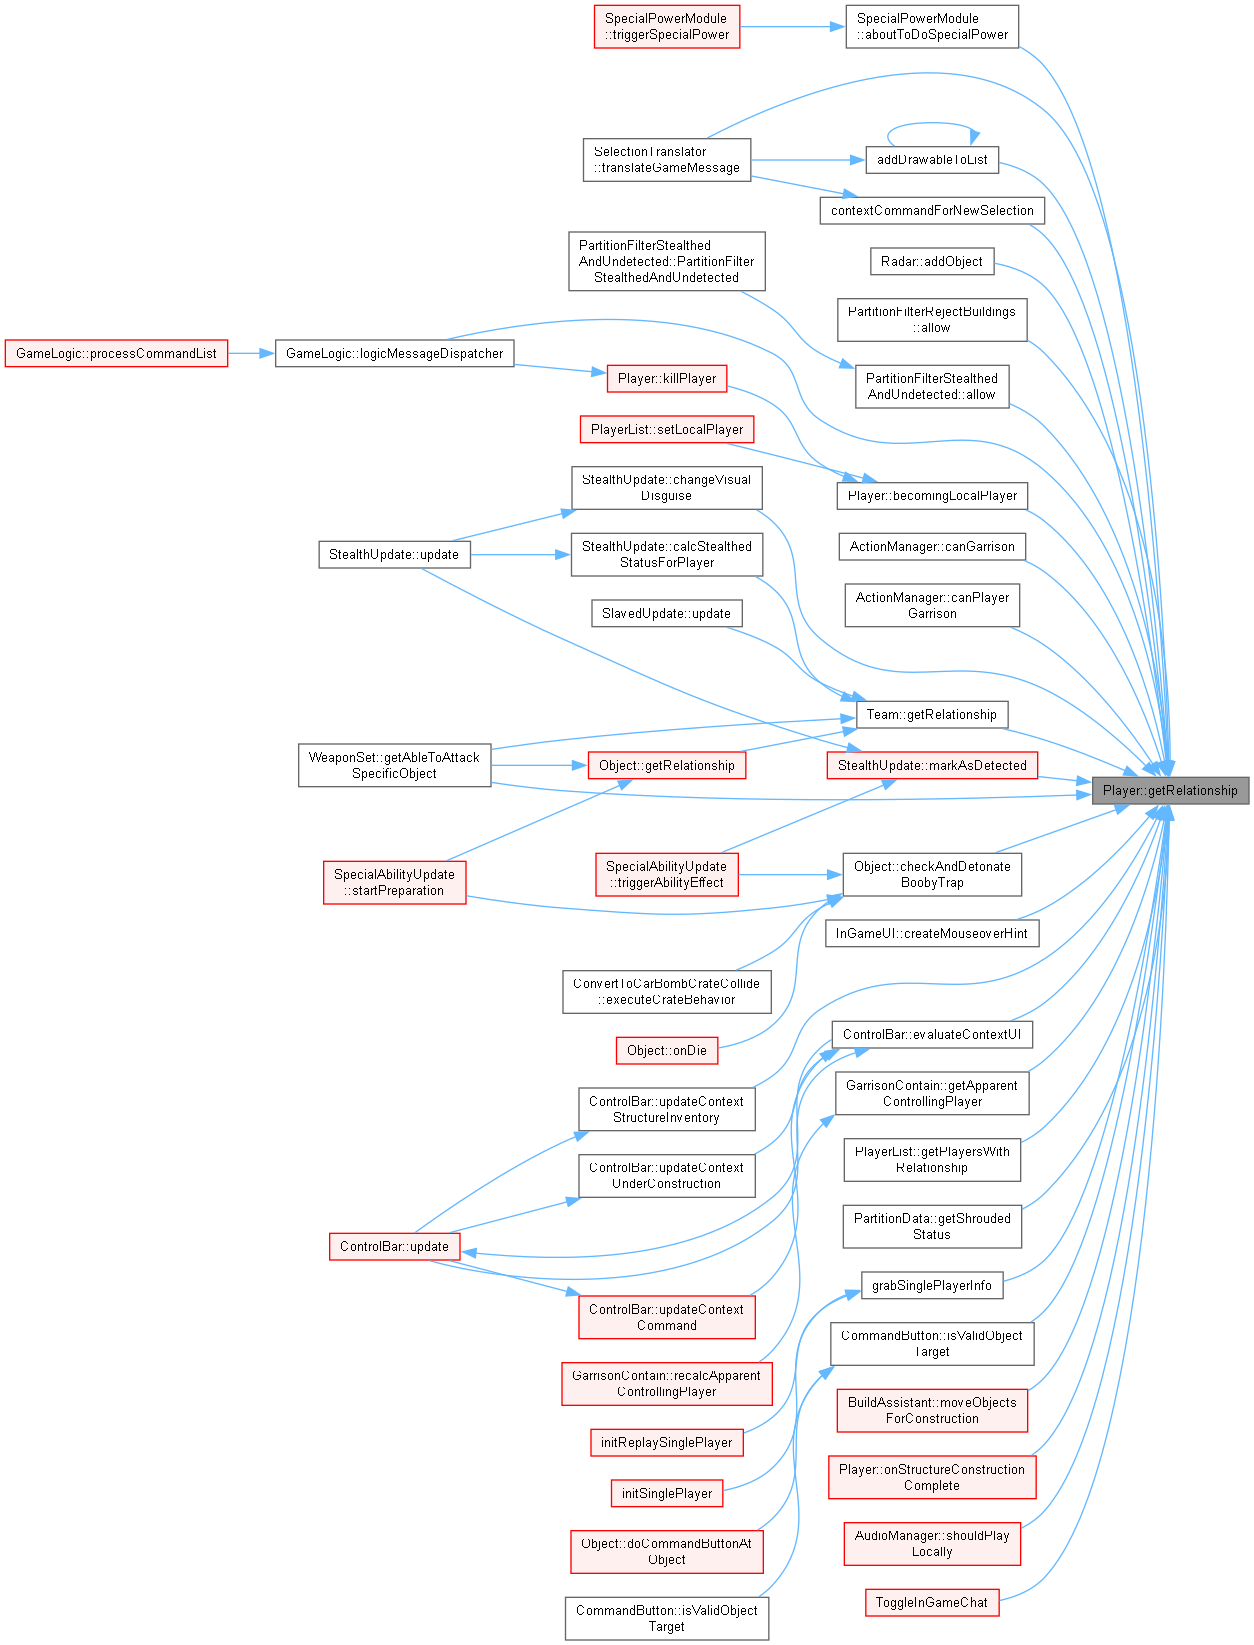 SpecialPowerModule
::triggerSpecialPower
SpecialPowerModule
::aboutToDoSpecialPower
SelectionTranslator
::translateGameMessage
addDrawableToList
contextCommandForNewSelection
PartitionFilterStealthed
AndUndetected::PartitionFilter
StealthedAndUndetected
Radar::addObject
PartitionFilterRejectBuildings
::allow
GameLogic::processCommandList
GameLogic::logicMessageDispatcher
Player::killPlayer
PartitionFilterStealthed
AndUndetected::allow
PlayerList::setLocalPlayer
StealthUpdate::changeVisual
Disguise
Player::becomingLocalPlayer
StealthUpdate::update
StealthUpdate::calcStealthed
StatusForPlayer
ActionManager::canGarrison
ActionManager::canPlayer
Garrison
SlavedUpdate::update
Team::getRelationship
WeaponSet::getAbleToAttack
SpecificObject
Object::getRelationship
StealthUpdate::markAsDetected
Player::getRelationship
SpecialAbilityUpdate
::startPreparation
SpecialAbilityUpdate
::triggerAbilityEffect
Object::checkAndDetonate
BoobyTrap
InGameUI::createMouseoverHint
ConvertToCarBombCrateCollide
::executeCrateBehavior
Object::onDie
ControlBar::evaluateContextUI
ControlBar::updateContext
StructureInventory
GarrisonContain::getApparent
ControllingPlayer
ControlBar::updateContext
UnderConstruction
PlayerList::getPlayersWith
Relationship
PartitionData::getShrouded
Status
ControlBar::update
grabSinglePlayerInfo
ControlBar::updateContext
Command
CommandButton::isValidObject
Target
GarrisonContain::recalcApparent
ControllingPlayer
BuildAssistant::moveObjects
ForConstruction
initReplaySinglePlayer
Player::onStructureConstruction
Complete
initSinglePlayer
Object::doCommandButtonAt
Object
AudioManager::shouldPlay
Locally
CommandButton::isValidObject
Target
ToggleInGameChat